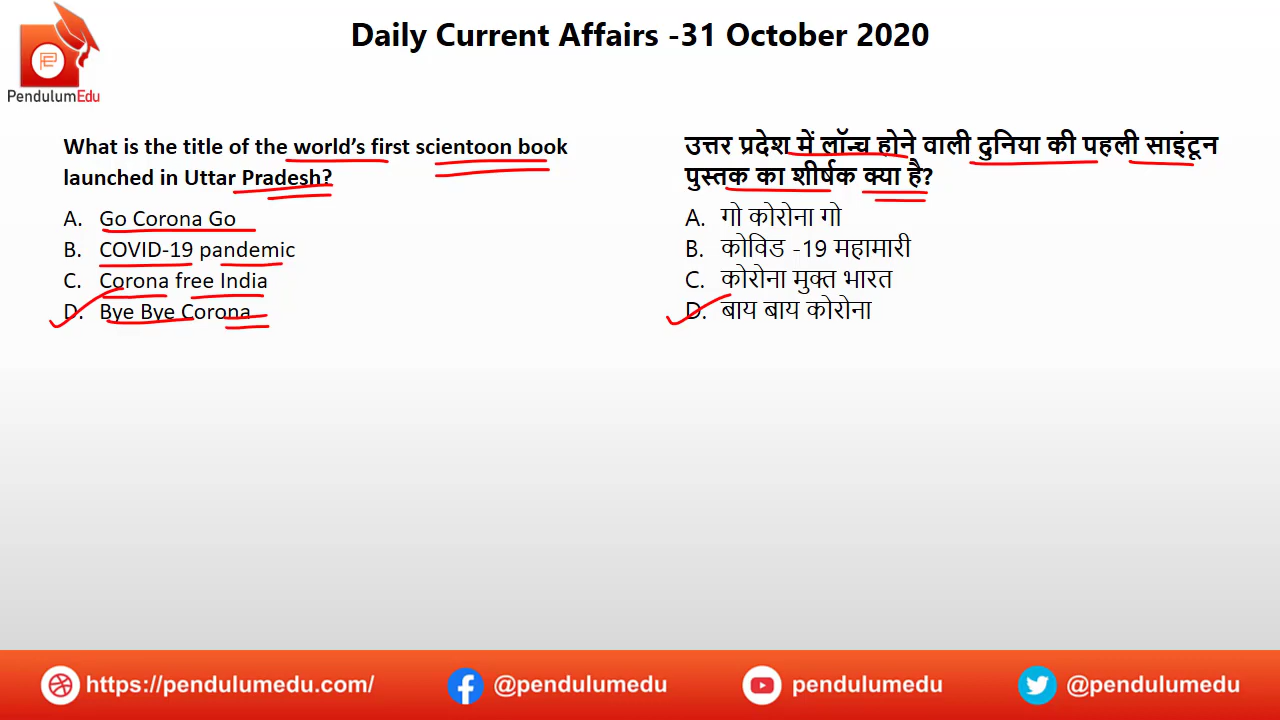 Daily Current Affairs -31 October 2020
PE
PendulumEdu
What is the title of the world's first scientoon book
launched in Uttar Pradesh?
A. Go Corona Go
B. COVID-19 pandemic
C. Corona free India
D. Bye Bye Corona
उत्तर प्रदेश में लॉन्च होने वाली दुनिया की पहली साइंटून
पुस्तक का शीर्षक क्या है?
A. गो कोरोना गो
B. कोविड -19 महामारी
C. कोरोना मुक्त भारत
D. बाय बाय कोरोना
https://pendulumedu.com/ @pendulumedu pendulumedu @pendulumedu